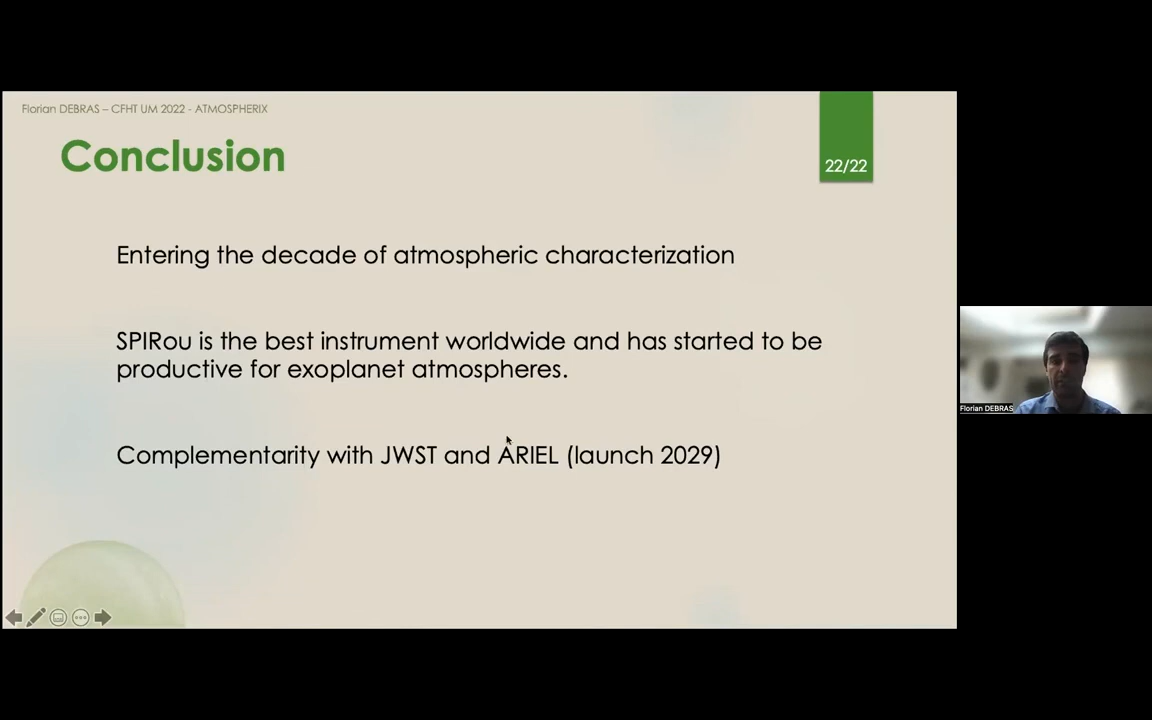 Florian DEBRAS – CFHT UM 2022 - ATMOSPHERIX
Conclusion
22/22
Entering the decade of atmospheric characterization
SPIRou is the best instrument worldwide and has started to be
productive for exoplanet atmospheres.
Complementarity with JWST and ARIEL (launch 2029)
Florian DEBRAS